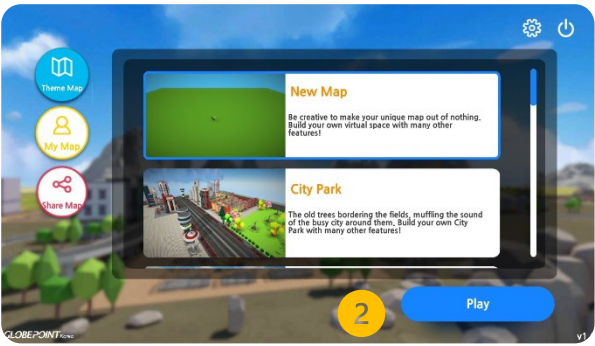 Theme Map
My Map
Share Map
New Map
Be creative to make your unique map out of nothing.
Build your own virtual space with many other
features!
City Park
The old trees bordering the fields, muffling the sound
of the busy city around them, Build your own City
Park with many other features!
2
Play
GLOBEPOINT
v1